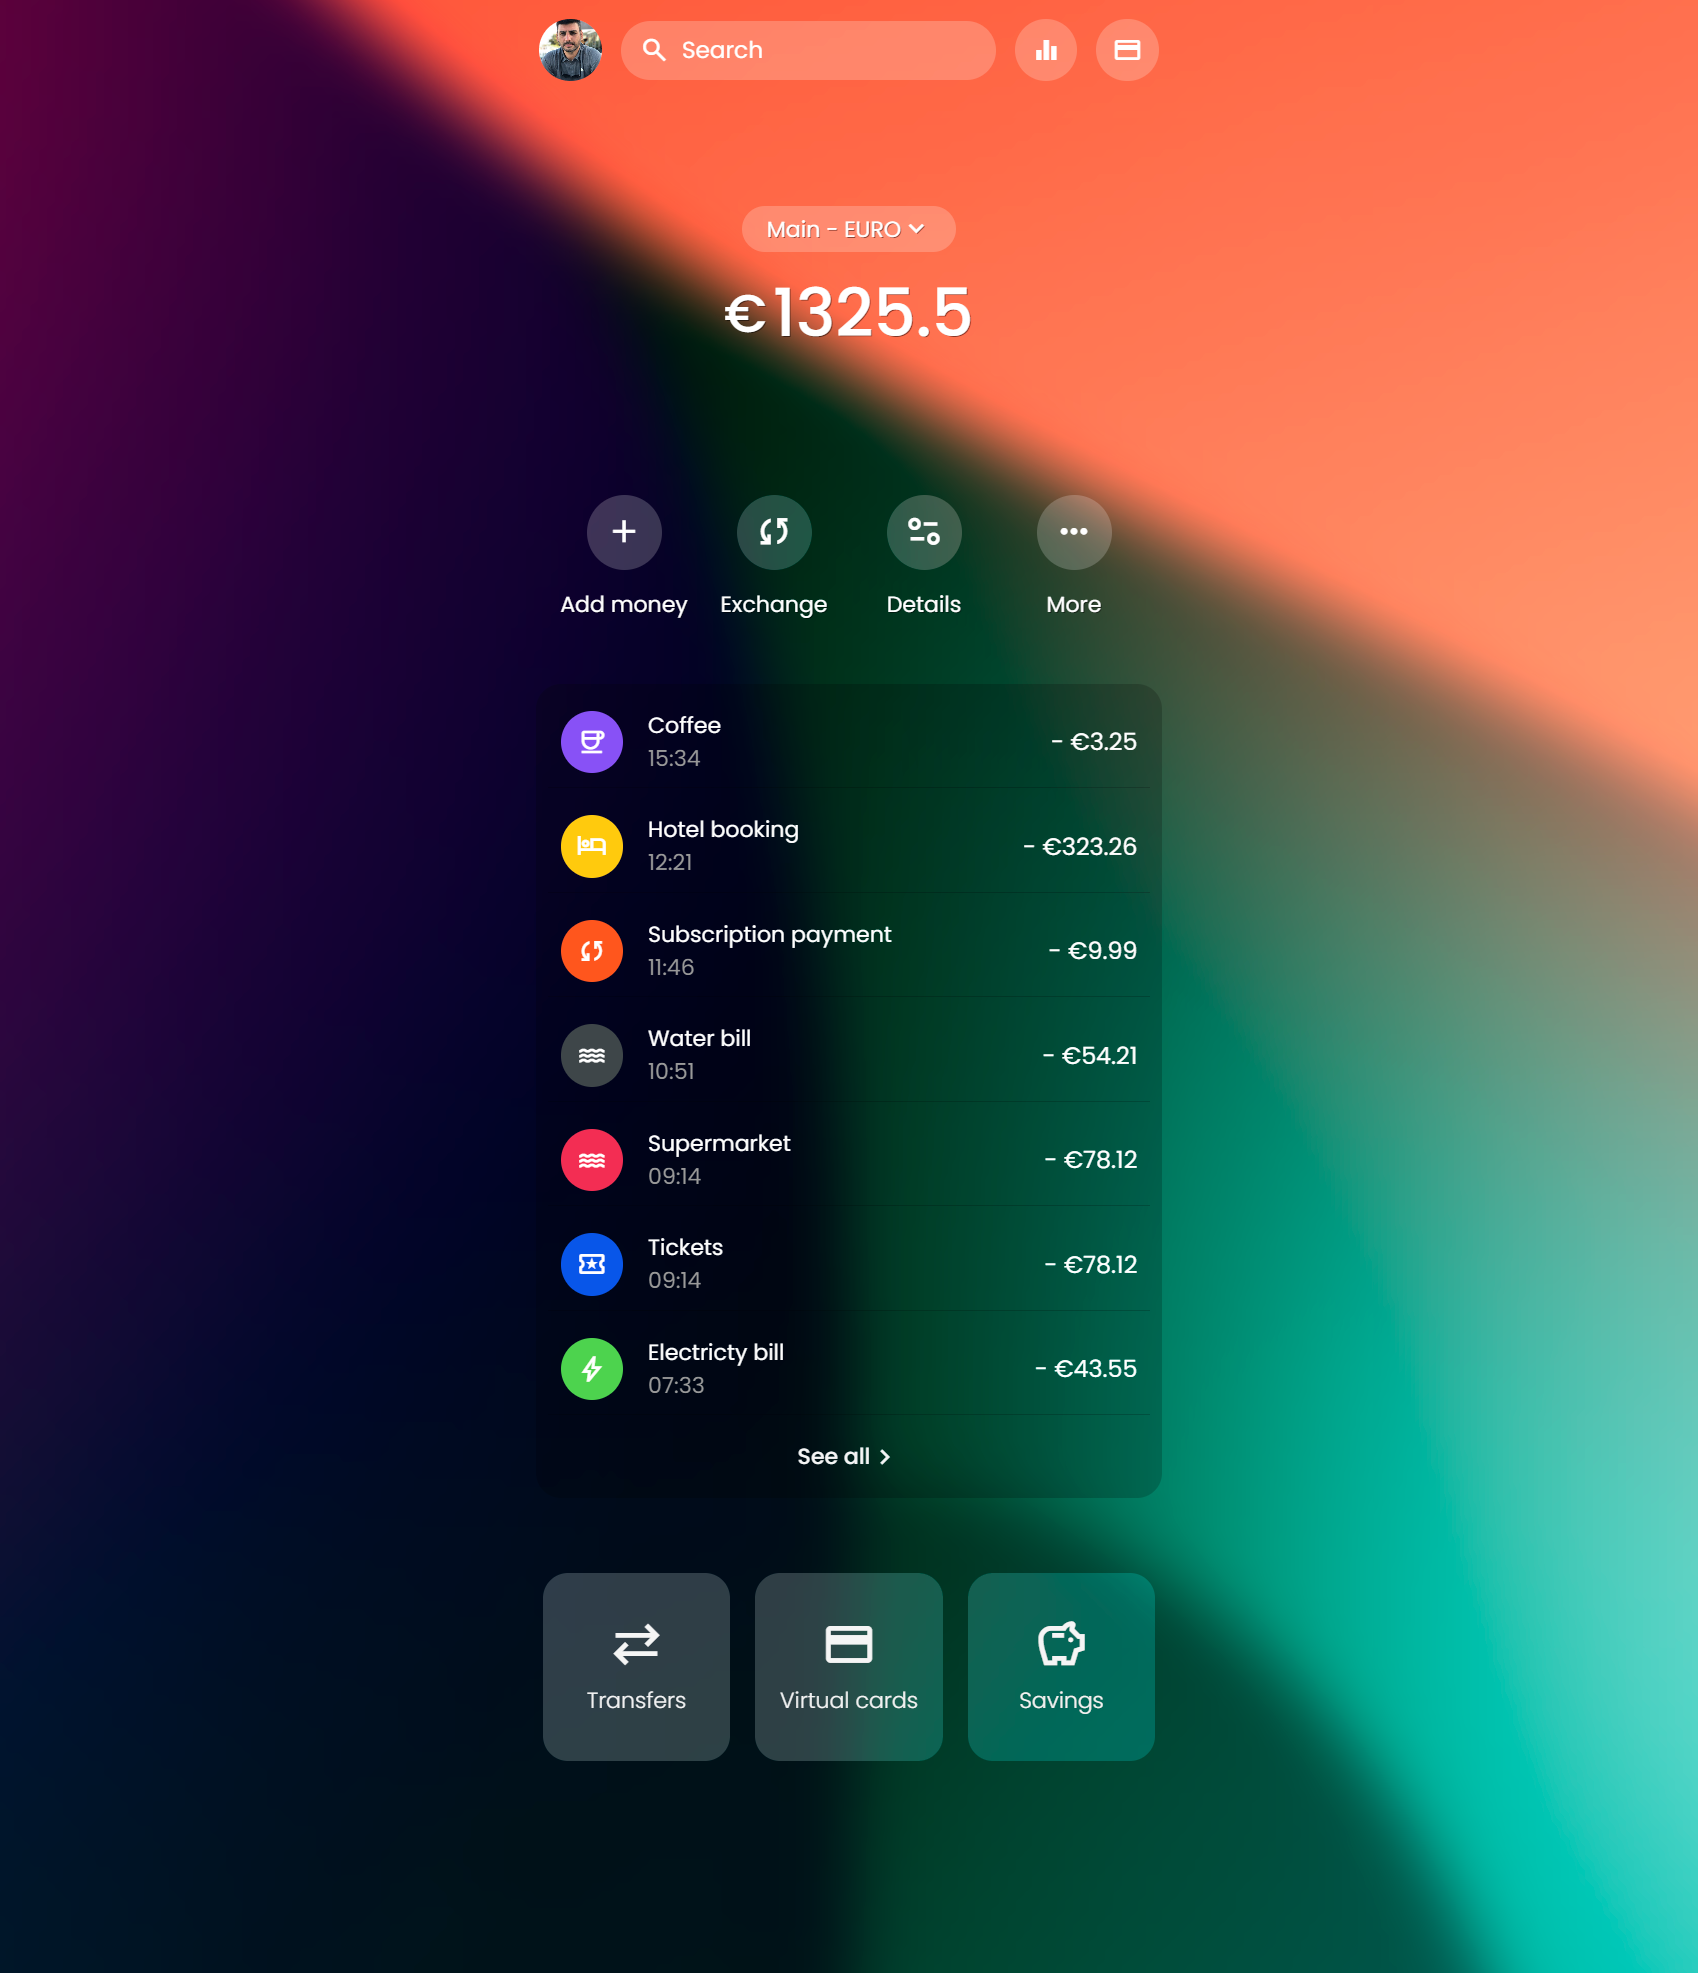 Search
Main - EURO
€1325.5
Add money
Exchange
Details
More
Coffee
15:34
- €3.25
Hotel booking
12:21
- €323.26
Subscription payment
11:46
- €9.99
Water bill
10:51
- €54.21
Supermarket
09:14
- €78.12
Tickets
09:14
- €78.12
Electricty bill
07:33
- €43.55
See all
Transfers
Virtual cards
Savings